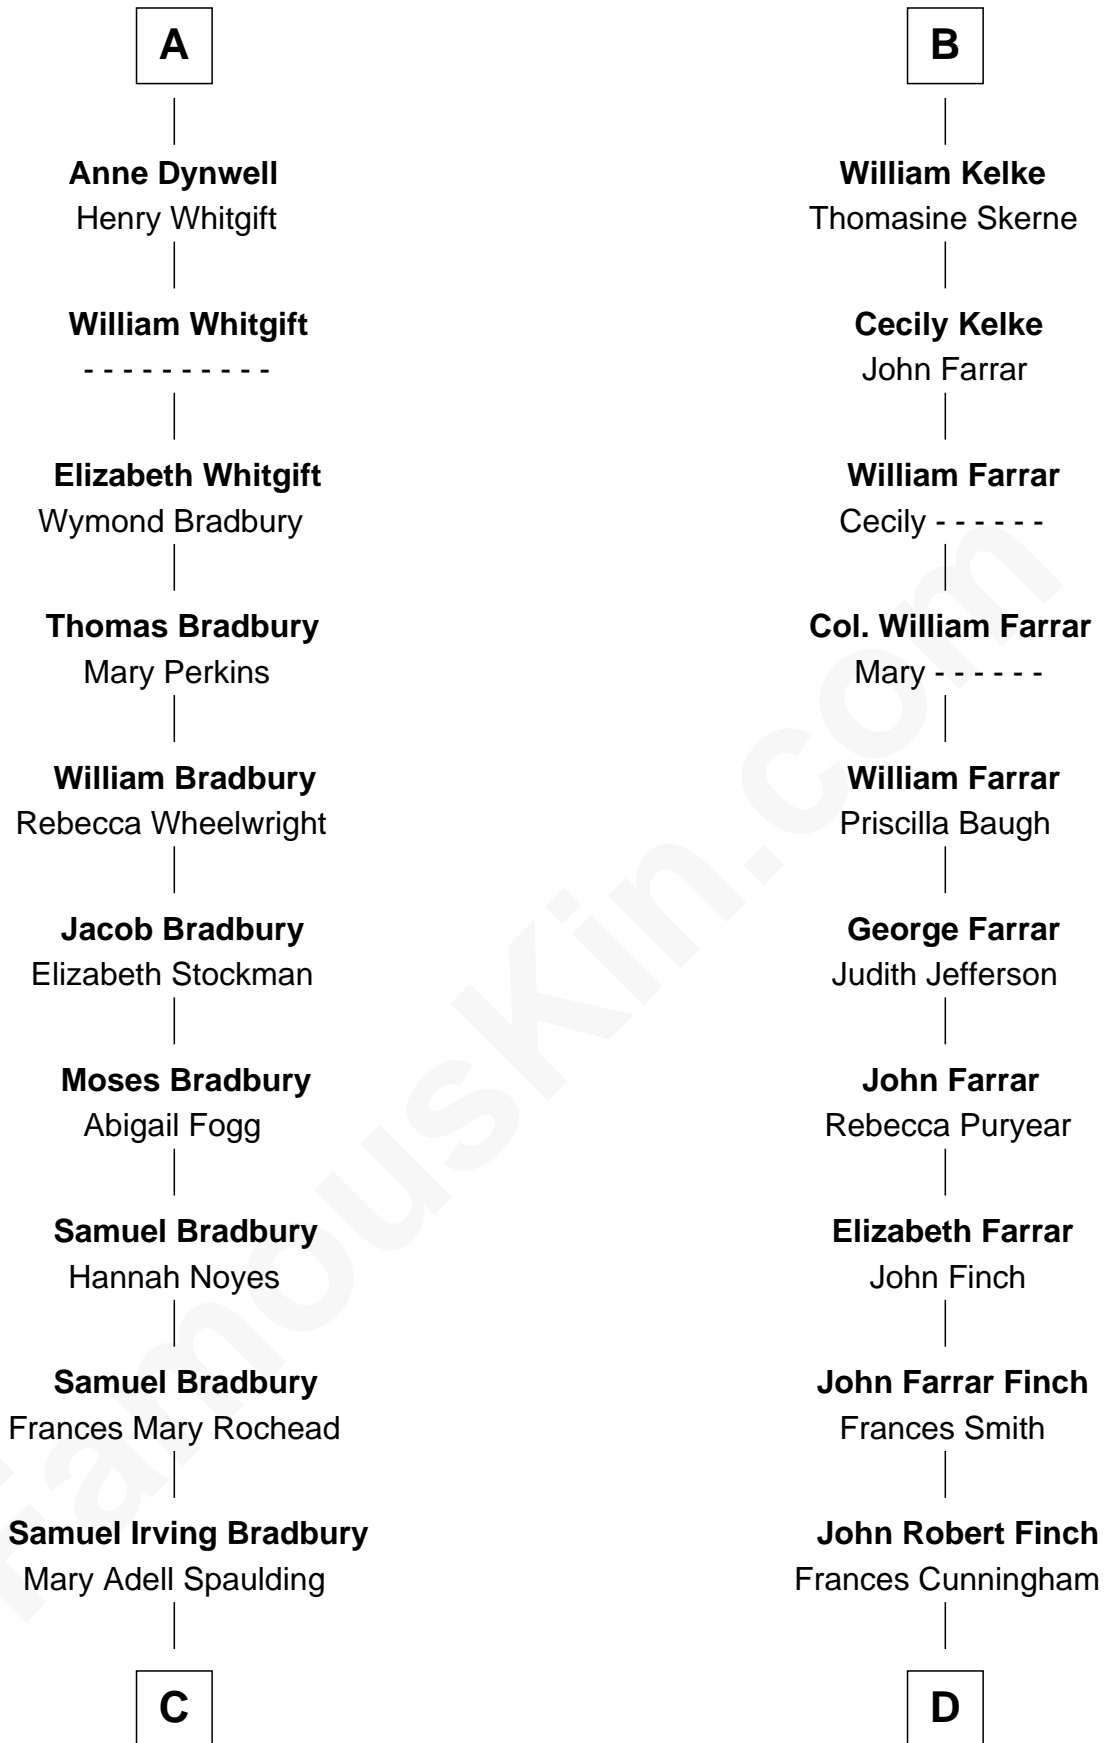 A
Anne Dynwell
Henry Whitgift
William Whitgift
- - - - - - - - - -
Elizabeth Whitgift
Wymond Bradbury
Thomas Bradbury
Mary Perkins
William Bradbury
Rebecca Wheelwright
Jacob Bradbury
Elizabeth Stockman
Moses Bradbury
Abigail Fogg
Samuel Bradbury
Hannah Noyes
Samuel Bradbury
Frances Mary Rochead
Samuel Irving Bradbury
Mary Adell Spaulding
C
B
William Kelke
Thomasine Skerne
Cecily Kelke
John Farrar
William Farrar
Cecily - - - - - -
Col. William Farrar
Mary - - - - - -
William Farrar
Priscilla Baugh
George Farrar
Judith Jefferson
John Farrar
Rebecca Puryear
Elizabeth Farrar
John Finch
John Farrar Finch
Frances Smith
John Robert Finch
Frances Cunningham
D
FamousKin.com